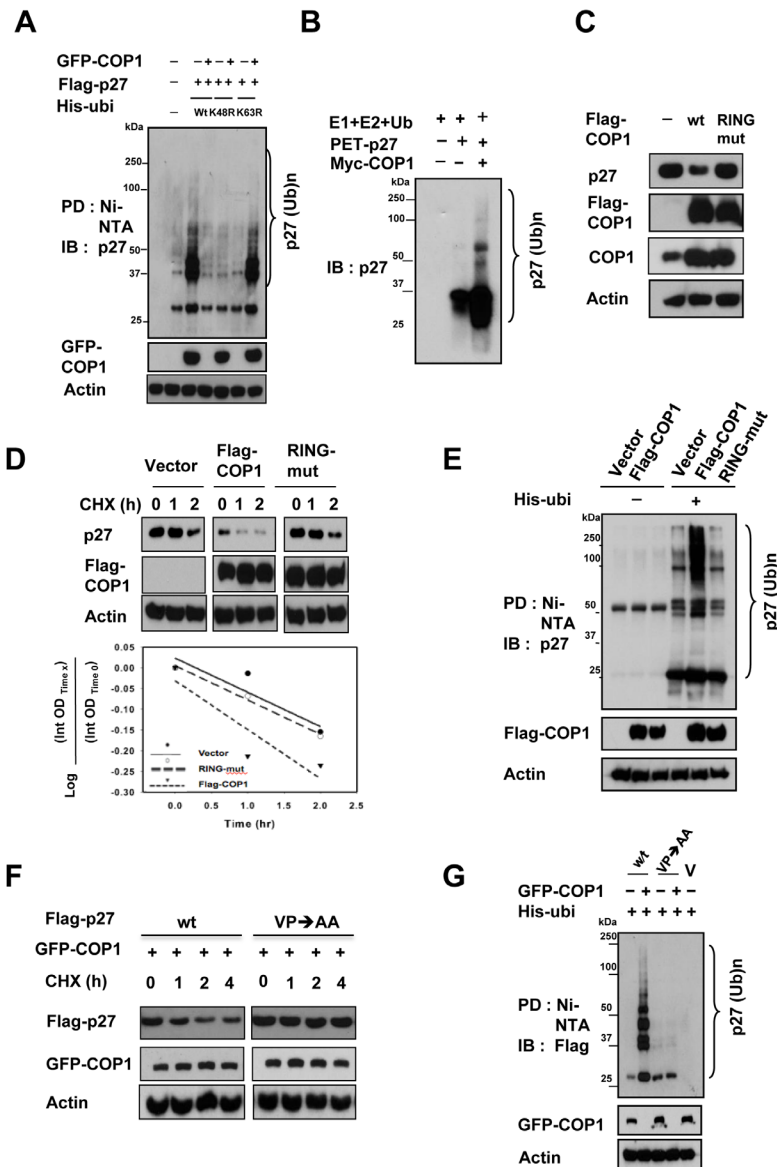 A
GFP-COP1 – – + – + – +
Flag-p27 – + + + + + +
His-ubi – Wt K48R K63R
kDa
250
100
PD : Ni-
NTA
IB : p27
50
37
25
p27 (Ub)n
GFP-
COP1
Actin
B
E1+E2+Ub + + +
PET-p27 – + +
Myc-COP1 – – +
kDa
250
100
50
IB : p27
37
25
p27 (Ub)n
C
Flag-
COP1
– wt RING
mut
p27
Flag-
COP1
COP1
Actin
D
Vector Flag-
COP1 RING-
mut
CHX (h) 0 1 2 0 1 2 0 1 2
p27
Flag-
COP1
Actin
Log (Int OD Time x) (Int OD Time 0)
0.05
0.00
-0.05
-0.10
-0.15
-0.20
-0.25
-0.30
Vector
RING-mut
Flag-COP1
0.0 0.5 1.0 1.5 2.0 2.5
Time (hr)
E
Vector
Flag-COP1
Vector
Flag-COP1
RING-mut
His-ubi – +
kDa
250
100
PD : Ni-
NTA
IB : p27
50
37
25
p27 (Ub)n
Flag-COP1
Actin
F
Flag-p27 wt VP➔AA
GFP-COP1 + + + + + + + +
CHX (h) 0 1 2 4 0 1 2 4
Flag-p27
GFP-COP1
Actin
G
wt VP➔AA V
GFP-COP1 – + – + –
His-ubi + + + + +
kDa
250
100
PD : Ni-
NTA
IB : Flag
50
37
25
p27 (Ub)n
GFP-COP1
Actin